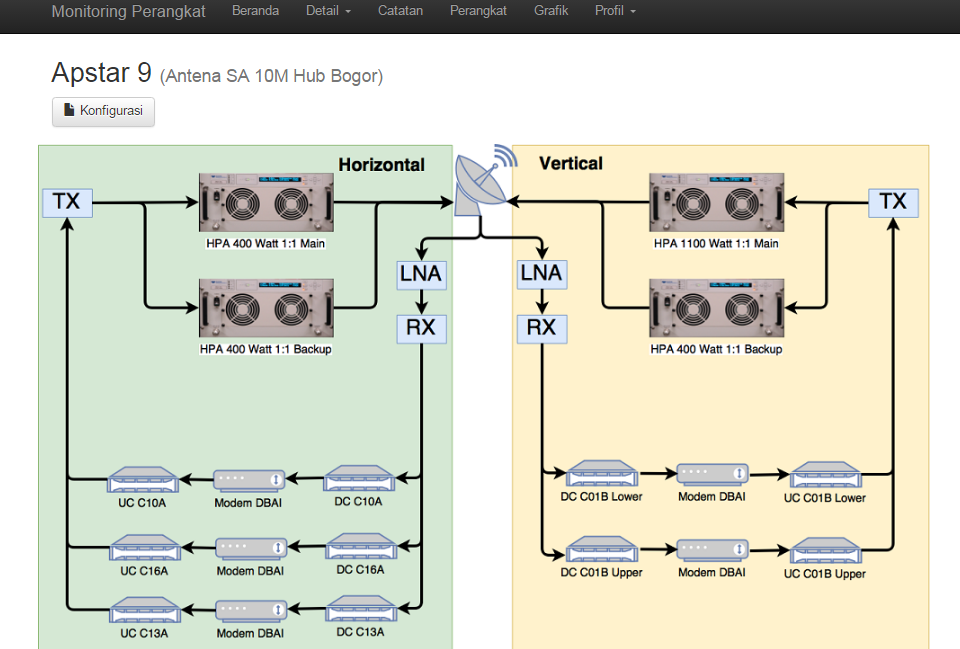 Monitoring Perangkat Beranda Detail Catatan Perangkat Grafik Profil
Apstar 9 (Antena SA 10M Hub Bogor)
Konfigurasi
Horizontal
TX
HPA 400 Watt 1:1 Main
HPA 400 Watt 1:1 Backup
LNA
RX
UC C10A
Modem DBAI
DC C10A
UC C16A
Modem DBAI
DC C16A
UC C13A
Modem DBAI
DC C13A
Vertical
TX
HPA 1100 Watt 1:1 Main
HPA 400 Watt 1:1 Backup
LNA
RX
DC C01B Lower
Modem DBAI
UC C01B Lower
DC C01B Upper
Modem DBAI
UC C01B Upper